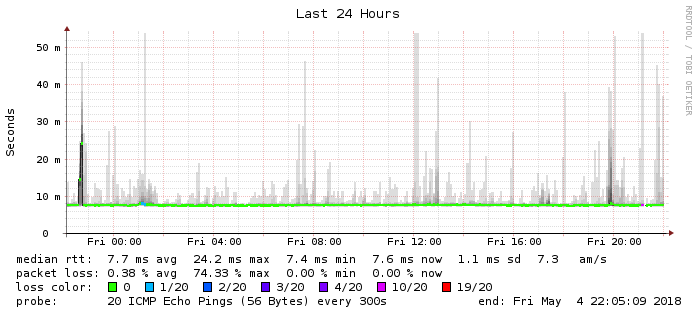 Last 24 Hours
RRDTOOL / TOBI OETIKER
Seconds
50 m
40 m
30 m
20 m
10 m
0
Fri 00:00 Fri 04:00 Fri 08:00 Fri 12:00 Fri 16:00 Fri 20:00
median rtt: 7.7 ms avg 24.2 ms max 7.4 ms min 7.6 ms now 1.1 ms sd 7.3 am/s
packet loss: 0.38 % avg 74.33 % max 0.00 % min 0.00 % now
loss color: 0 1/20 2/20 3/20 4/20 10/20 19/20
probe: 20 ICMP Echo Pings (56 Bytes) every 300s end: Fri May 4 22:05:09 2018